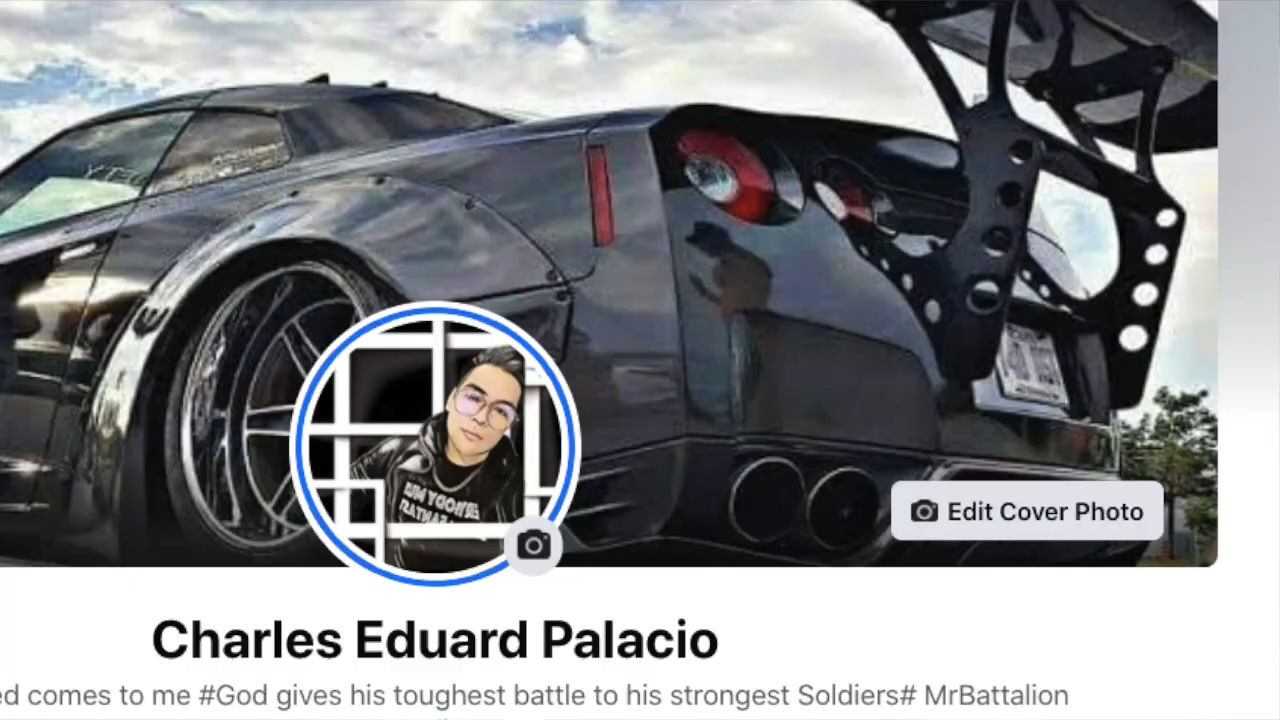 Edit Cover Photo
Charles Eduard Palacio
ed comes to me #God gives his toughest battle to his strongest Soldiers# MrBattalion